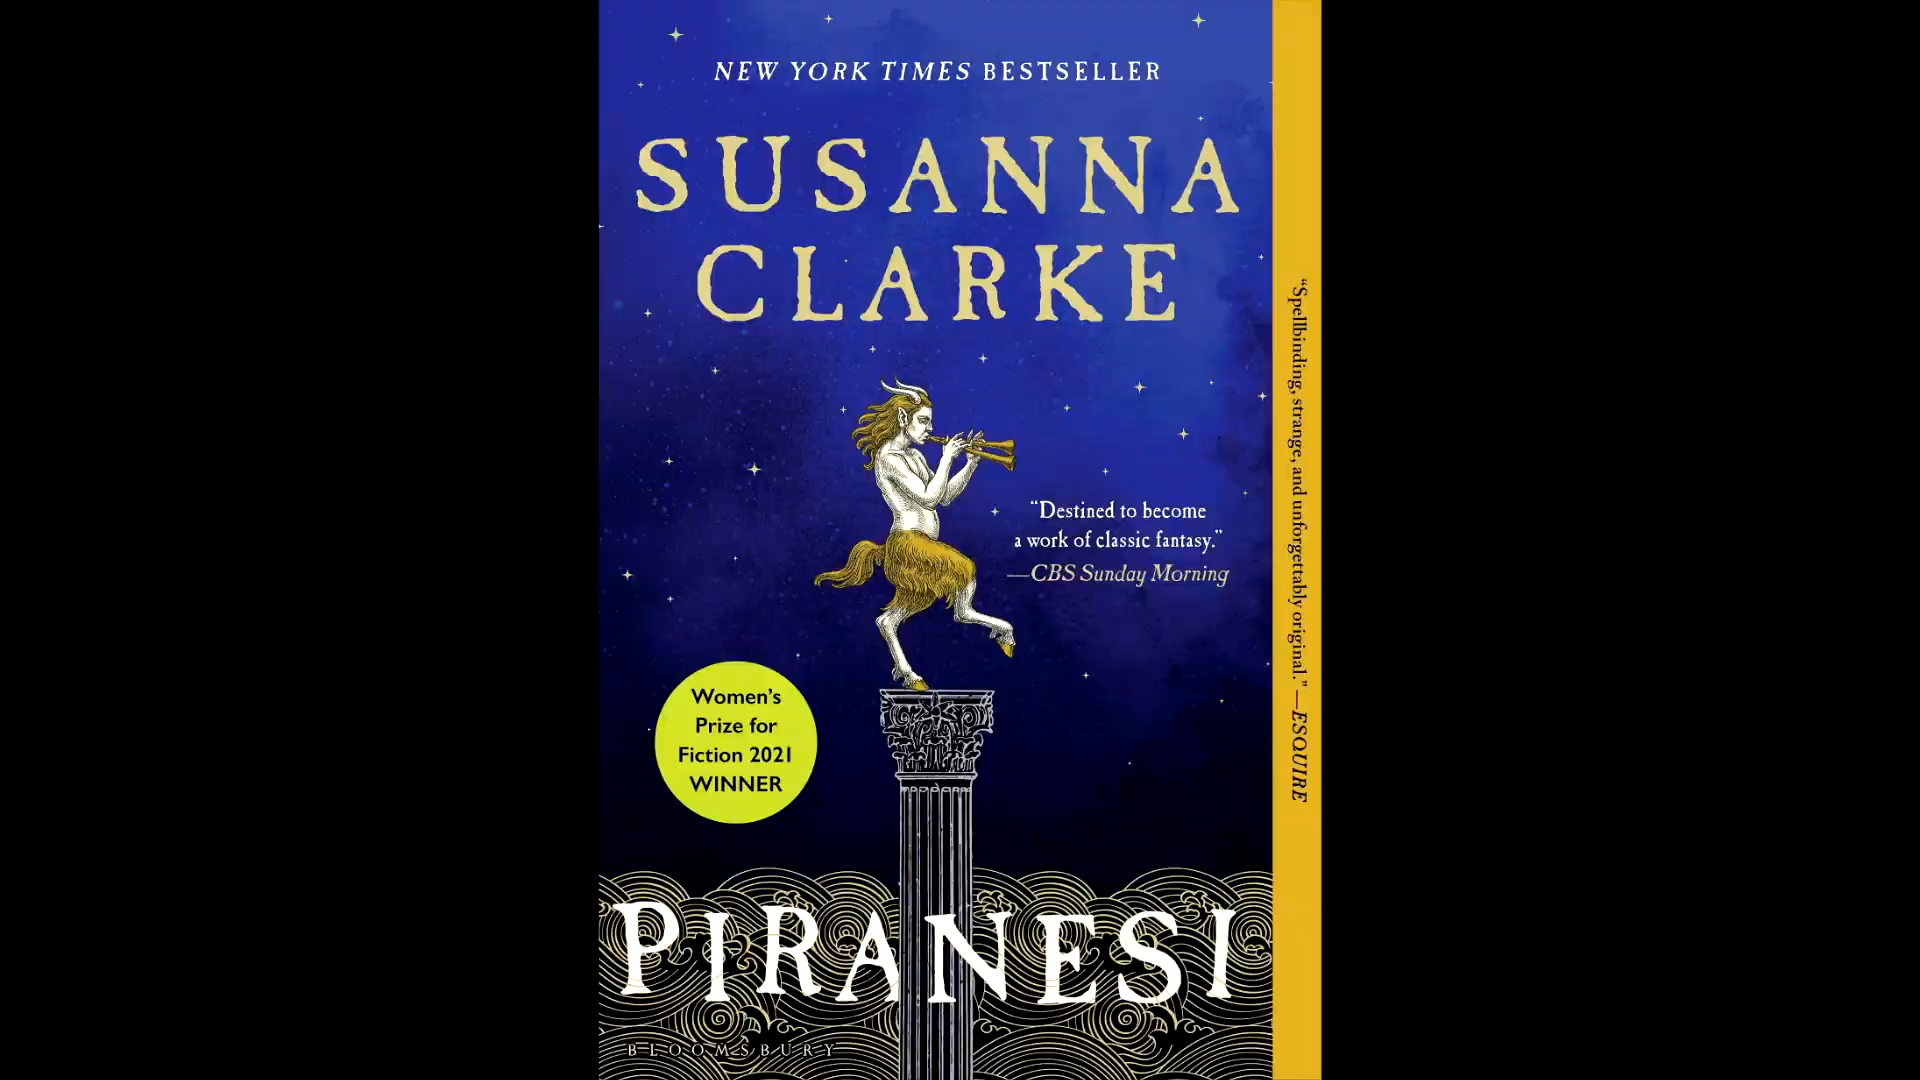 NEW YORK TIMES BESTSELLER
SUSANNA
CLARKE
“Destined to become
a work of classic fantasy.”
—CBS Sunday Morning
Women’s
Prize for
Fiction 2021
WINNER
PIRANESI
BLOOMSBURY
“Spellbinding, strange, and unforgettably original.” —ESQUIRE